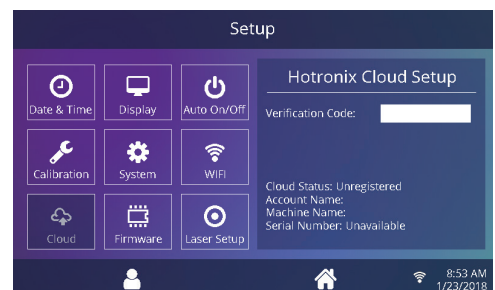 Setup
Date & Time
Display
Auto On/Off
Calibration
System
WIFI
Cloud
Firmware
Laser Setup
Hotronix Cloud Setup
Verification Code:
Cloud Status: Unregistered
Account Name:
Machine Name:
Serial Number: Unavailable
8:53 AM
1/23/2018